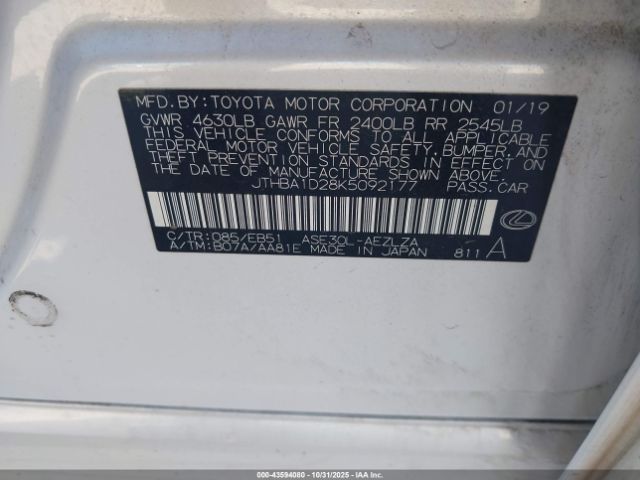 MFD.BY:TOYOTA MOTOR CORPORATION 01/19
GVWR 4630LB GAWR FR 2400LB RR 2545LB
THIS VEHICLE CONFORMS TO ALL APPLICABLE
FEDERAL MOTOR VEHICLE SAFETY, BUMPER, AND
THEFT PREVENTION STANDARDS IN EFFECT ON
THE DATE OF MANUFACTURE SHOWN ABOVE.
JTHBA1D28K5092177 PASS.CAR
C/TR:085/EB51 ASE30L-AEZLZA
A/TM:B07A/AA81E MADE IN JAPAN 811 A
000-43594080 | 10/31/2025 - Copyright © IAA Inc.